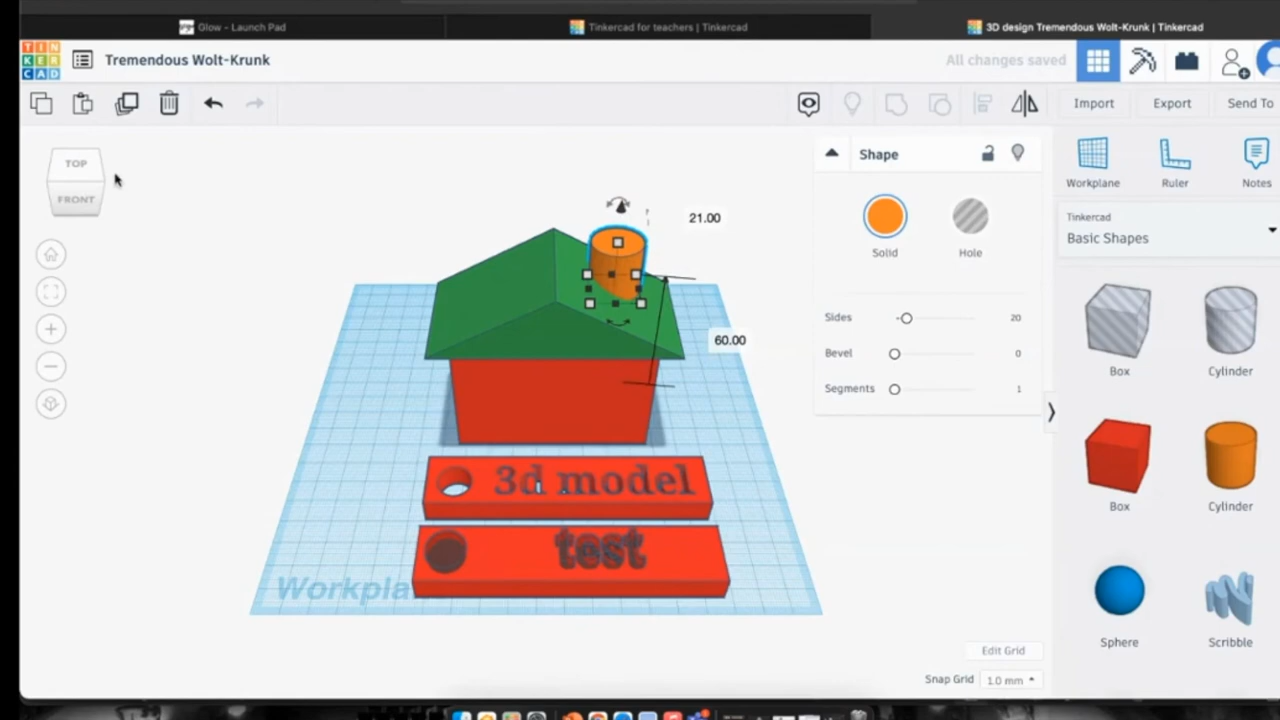 Glow - Launch Pad
Tinkercad for teachers | Tinkercad
3D design Tremendous Wolt-Krunk | Tinkercad
TIN
KER
CAD
Tremendous Wolt-Krunk
All changes saved
Import
Export
Send To
TOP
FRONT
Shape
Solid
Hole
Sides
20
Bevel
0
Segments
1
21.00
60.00
3d model
test
Workpla
Workplane
Ruler
Notes
Tinkercad
Basic Shapes
Box
Cylinder
Box
Cylinder
Sphere
Scribble
Edit Grid
Snap Grid
1.0 mm